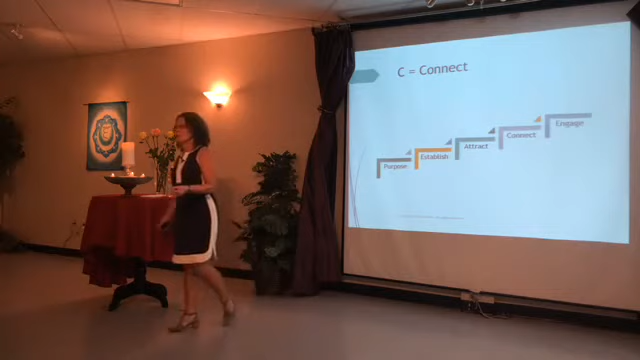 C = Connect
Purpose
Establish
Attract
Connect
Engage